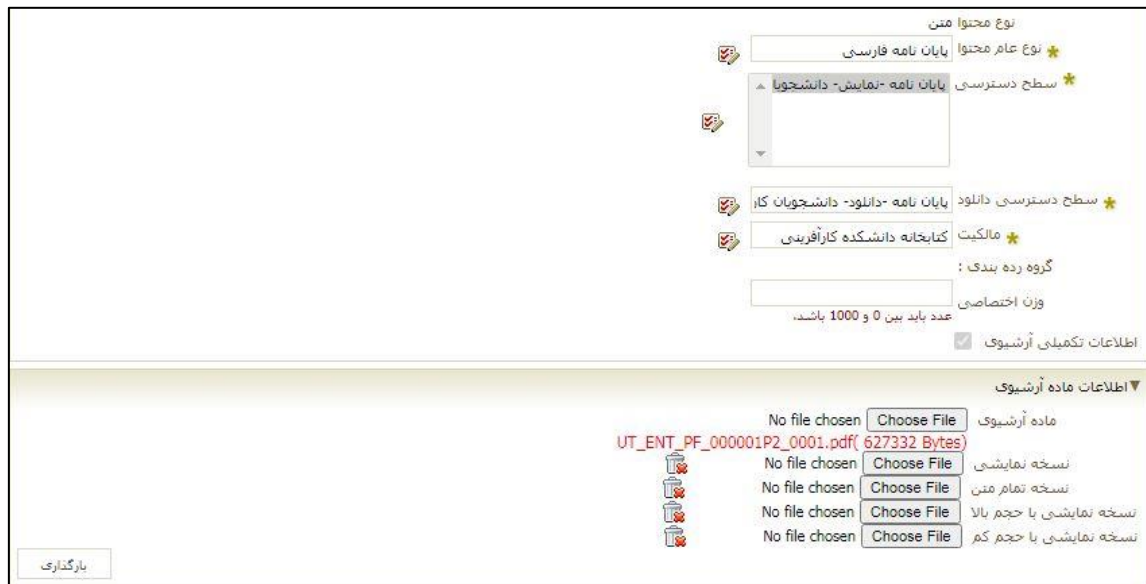 نوع محتوا متن
* نوع عام محتوا پایان نامه فارسی
* سطح دسترسی پایان نامه -نمایش- دانشجویا
* سطح دسترسی دانلود پایان نامه -دانلود- دانشجویان کار
* مالکیت کتابخانه دانشکده کارآفرینی
گروه رده بندی :
وزن اختصاصی
عدد باید بین 0 و 1000 باشد.
اطلاعات تکمیلی آرشیوی
▼اطلاعات ماده آرشیوی
ماده آرشیوی Choose File No file chosen
UT_ENT_PF_000001P2_0001.pdf( 627332 Bytes)
نسخه نمایشی Choose File No file chosen
نسخه تمام متن Choose File No file chosen
نسخه نمایشی با حجم بالا Choose File No file chosen
نسخه نمایشی با حجم کم Choose File No file chosen
بارگذاری